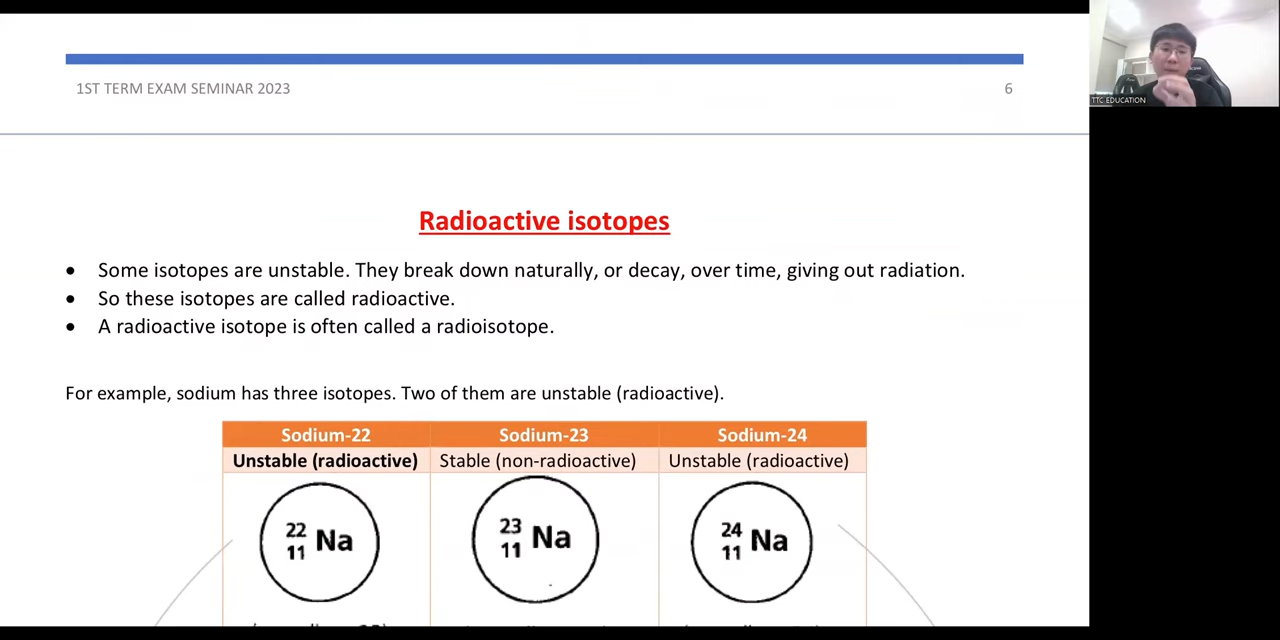 1ST TERM EXAM SEMINAR 2023 6
TTC EDUCATION
Radioactive isotopes
• Some isotopes are unstable. They break down naturally, or decay, over time, giving out radiation.
• So these isotopes are called radioactive.
• A radioactive isotope is often called a radioisotope.
For example, sodium has three isotopes. Two of them are unstable (radioactive).
Sodium-22 Sodium-23 Sodium-24
Unstable (radioactive) Stable (non-radioactive) Unstable (radioactive)
22 23 24
Na Na Na
11 11 11